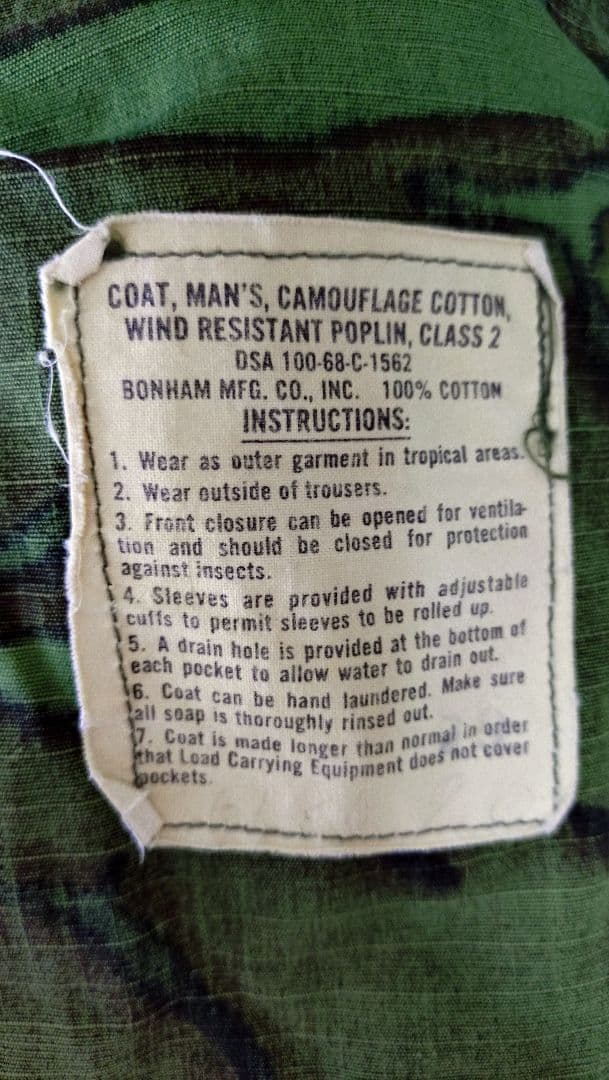 COAT, MAN'S, CAMOUFLAGE COTTON,
WIND RESISTANT POPLIN, CLASS 2
DSA 100-68-C-1562
BONHAM MFG. CO., INC. 100% COTTON
INSTRUCTIONS:
1. Wear as outer garment in tropical areas.
2. Wear outside of trousers.
3. Front closure can be opened for ventila-
tion and should be closed for protection
against insects.
4. Sleeves are provided with adjustable
cuffs to permit sleeves to be rolled up.
5. A drain hole is provided at the bottom of
each pocket to allow water to drain out.
6. Coat can be hand laundered. Make sure
all soap is thoroughly rinsed out.
7. Coat is made longer than normal in order
that Load Carrying Equipment does not cover
pockets.